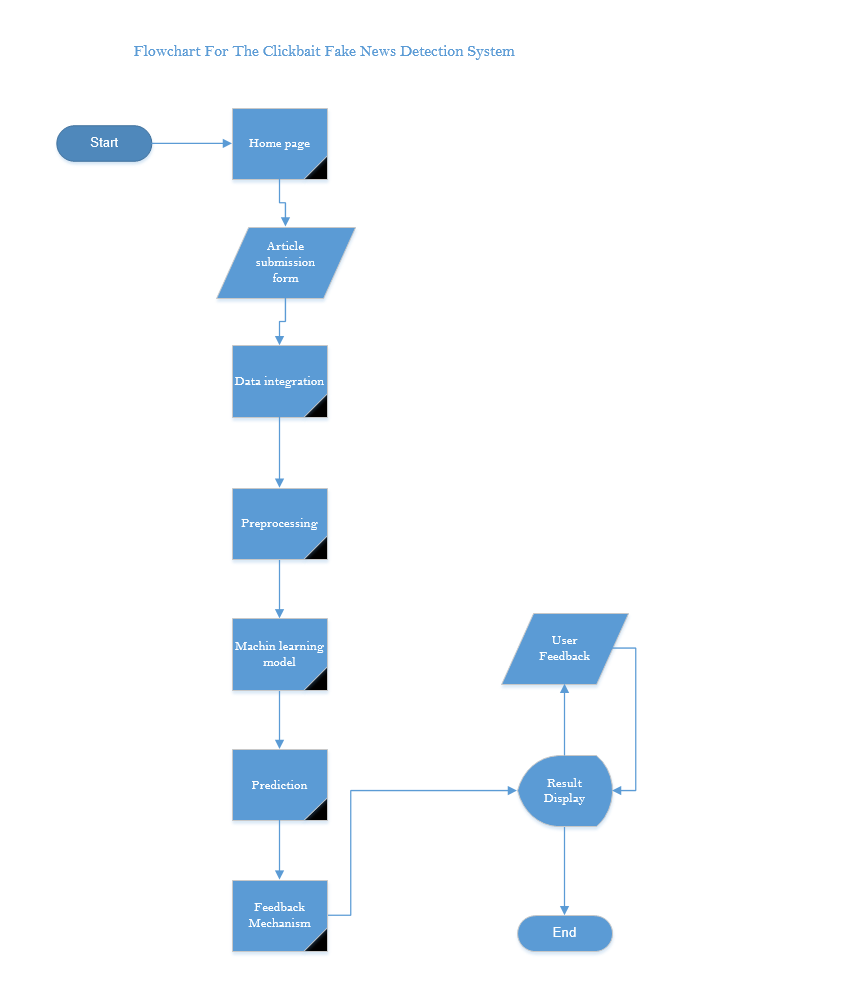 Flowchart For The Clickbait Fake News Detection System
Start
Home page
Article
submission
form
Data integration
Preprocessing
Machin learning
model
Prediction
Feedback
Mechanism
User
Feedback
Result
Display
End